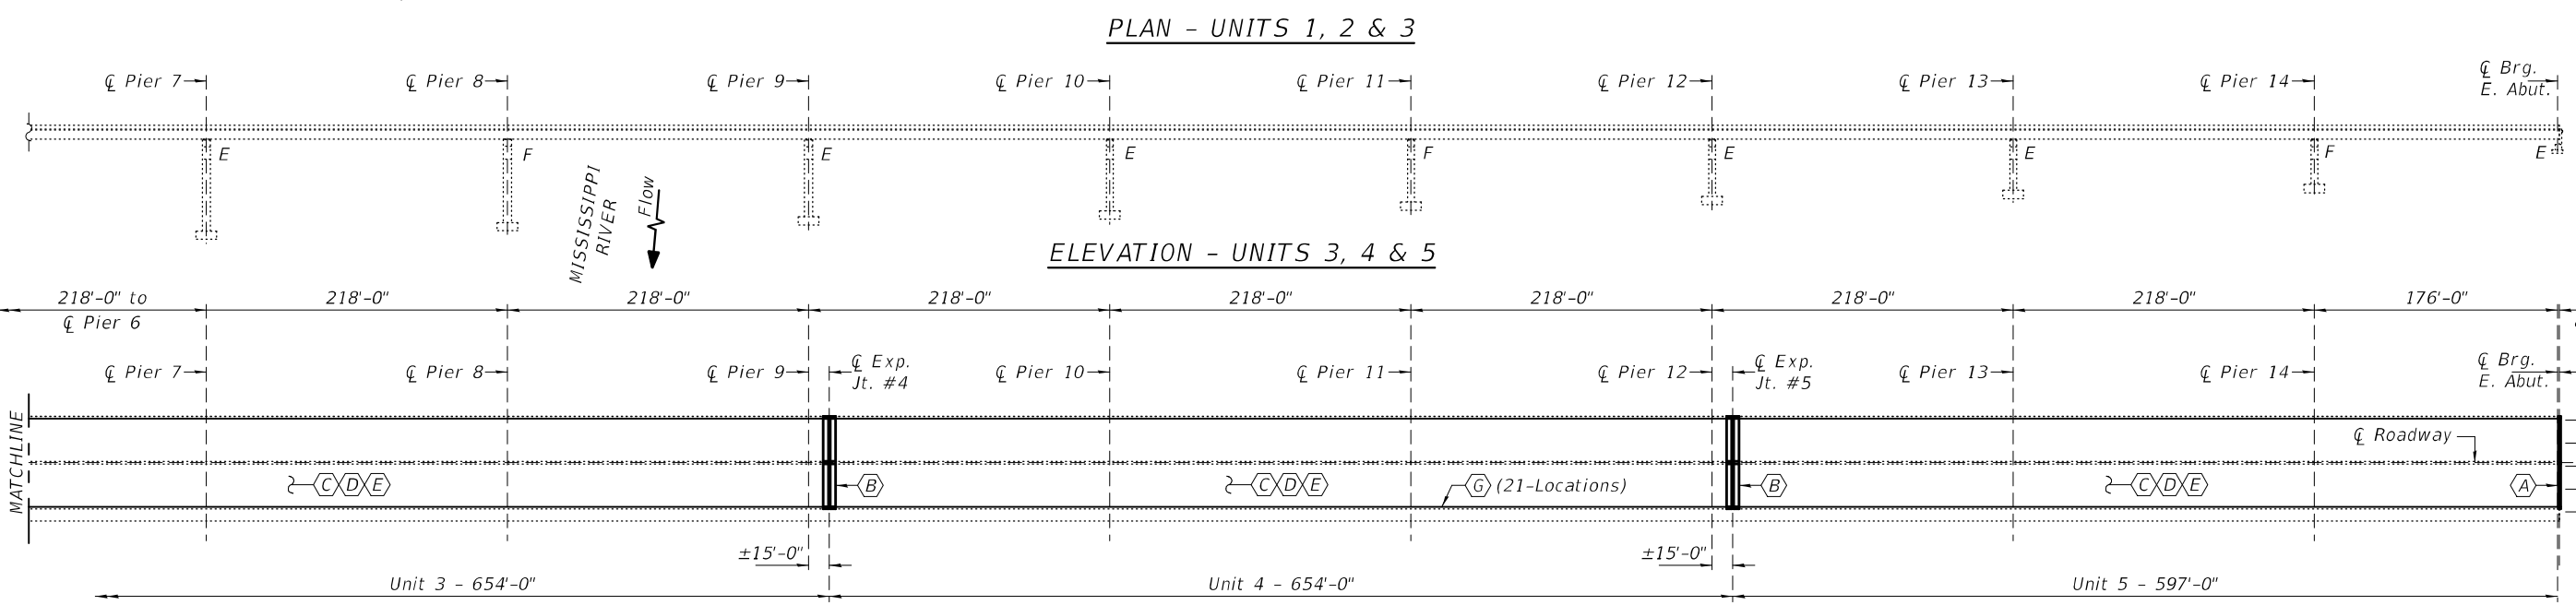 PLAN - UNITS 1, 2 & 3
℄ Pier 7
℄ Pier 8
℄ Pier 9
℄ Pier 10
℄ Pier 11
℄ Pier 12
℄ Pier 13
℄ Pier 14
℄ Brg.
E. Abut.
E
F
E
E
F
E
E
F
E
MISSISSIPPI
RIVER
Flow
ELEVATION - UNITS 3, 4 & 5
218'-0" to
℄ Pier 6
218'-0"
218'-0"
218'-0"
218'-0"
218'-0"
218'-0"
218'-0"
176'-0"
℄ Pier 7
℄ Pier 8
℄ Pier 9
℄ Exp.
Jt. #4
℄ Pier 10
℄ Pier 11
℄ Pier 12
℄ Exp.
Jt. #5
℄ Pier 13
℄ Pier 14
℄ Brg.
E. Abut.
MATCHLINE
℄ Roadway
C D E
B
C D E
G (21-Locations)
B
C D E
A
±15'-0"
±15'-0"
Unit 3 - 654'-0"
Unit 4 - 654'-0"
Unit 5 - 597'-0"